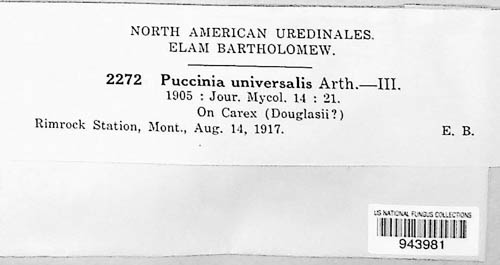 NORTH AMERICAN UREDINALES.
ELAM BARTHOLOMEW.
2272 Puccinia universalis Arth.—III.
1905 : Jour. Mycol. 14 : 21.
On Carex (Douglasii?)
Rimrock Station, Mont., Aug. 14, 1917. E. B.
US NATIONAL FUNGUS COLLECTIONS
943981